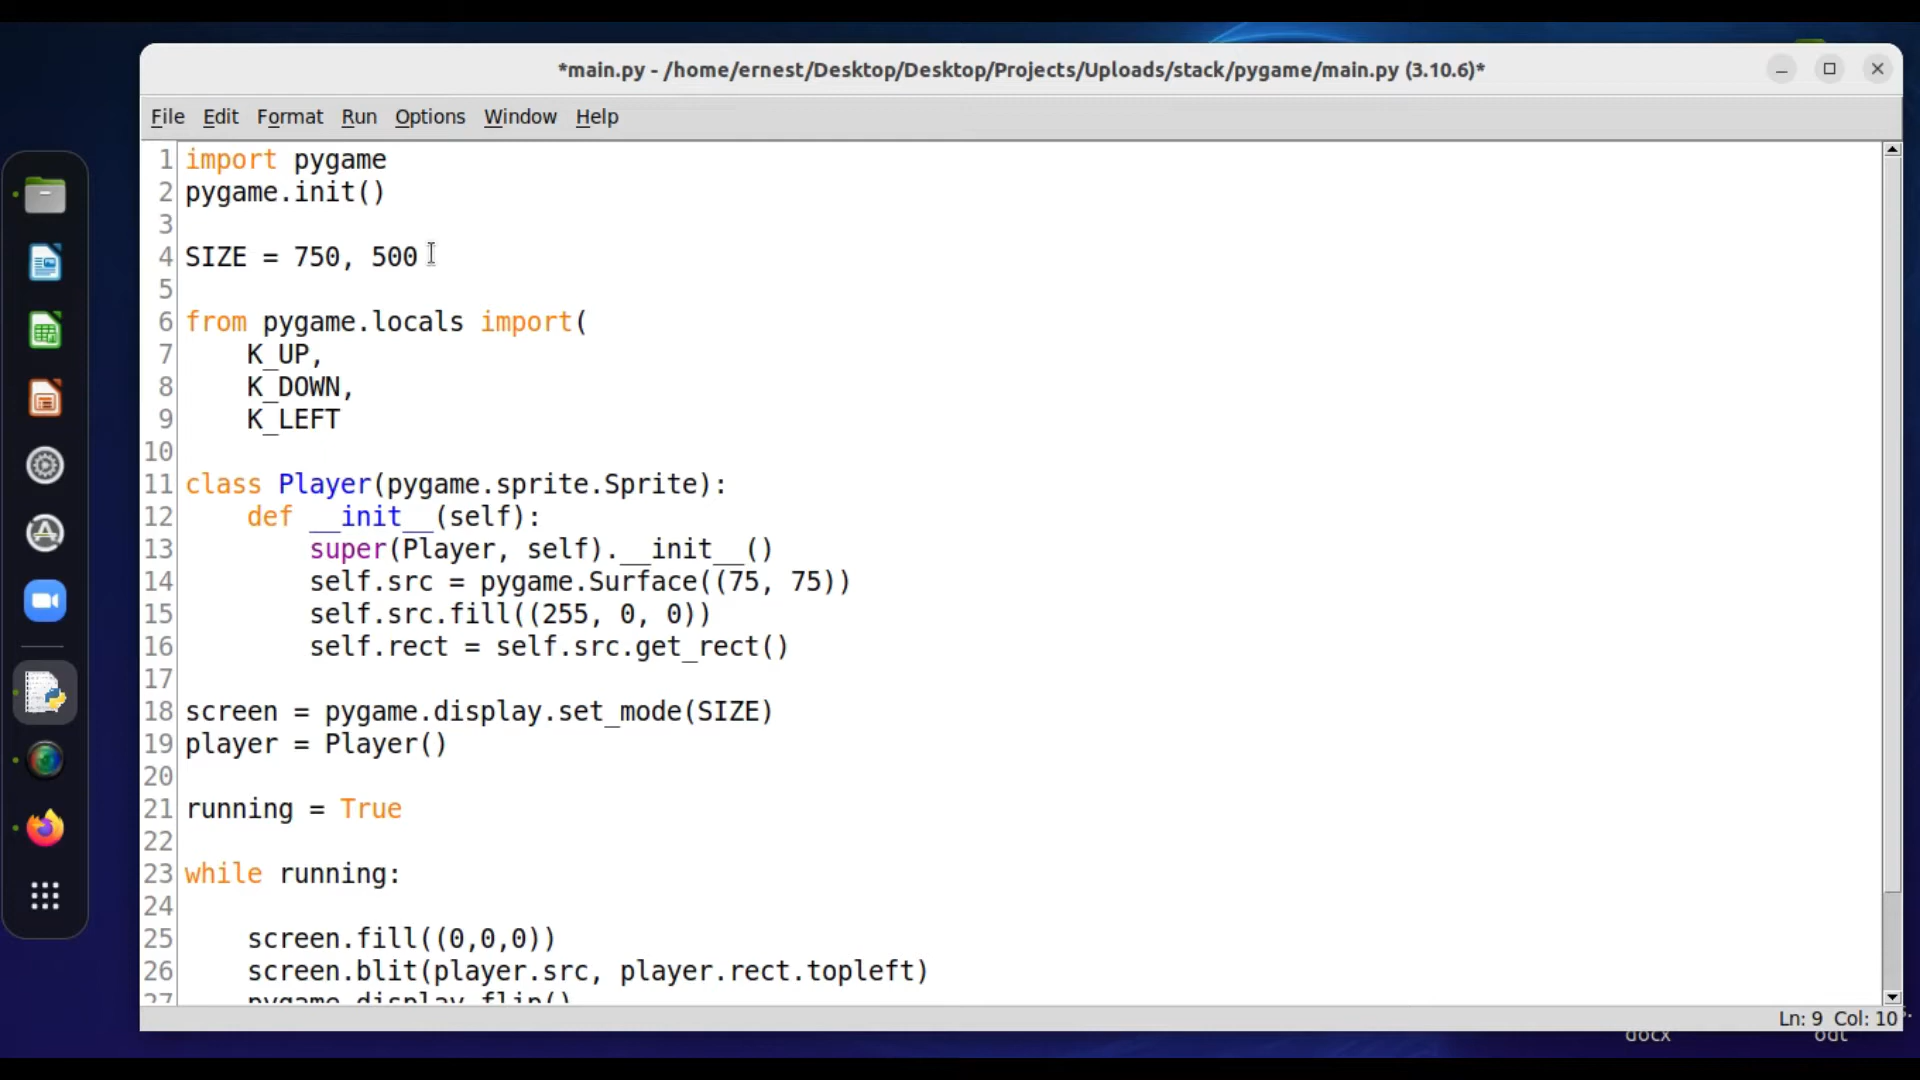 *main.py - /home/ernest/Desktop/Desktop/Projects/Uploads/stack/pygame/main.py (3.10.6)*
File Edit Format Run Options Window Help
1 import pygame
2 pygame.init()
3
4 SIZE = 750, 500
5
6 from pygame.locals import(
7     K_UP,
8     K_DOWN,
9     K_LEFT
10
11 class Player(pygame.sprite.Sprite):
12     def __init__(self):
13         super(Player, self).__init__()
14         self.src = pygame.Surface((75, 75))
15         self.src.fill((255, 0, 0))
16         self.rect = self.src.get_rect()
17
18 screen = pygame.display.set_mode(SIZE)
19 player = Player()
20
21 running = True
22
23 while running:
24
25     screen.fill((0,0,0))
26     screen.blit(player.src, player.rect.topleft)
27     pygame.display.flip()
Ln: 9 Col: 10
docx odt